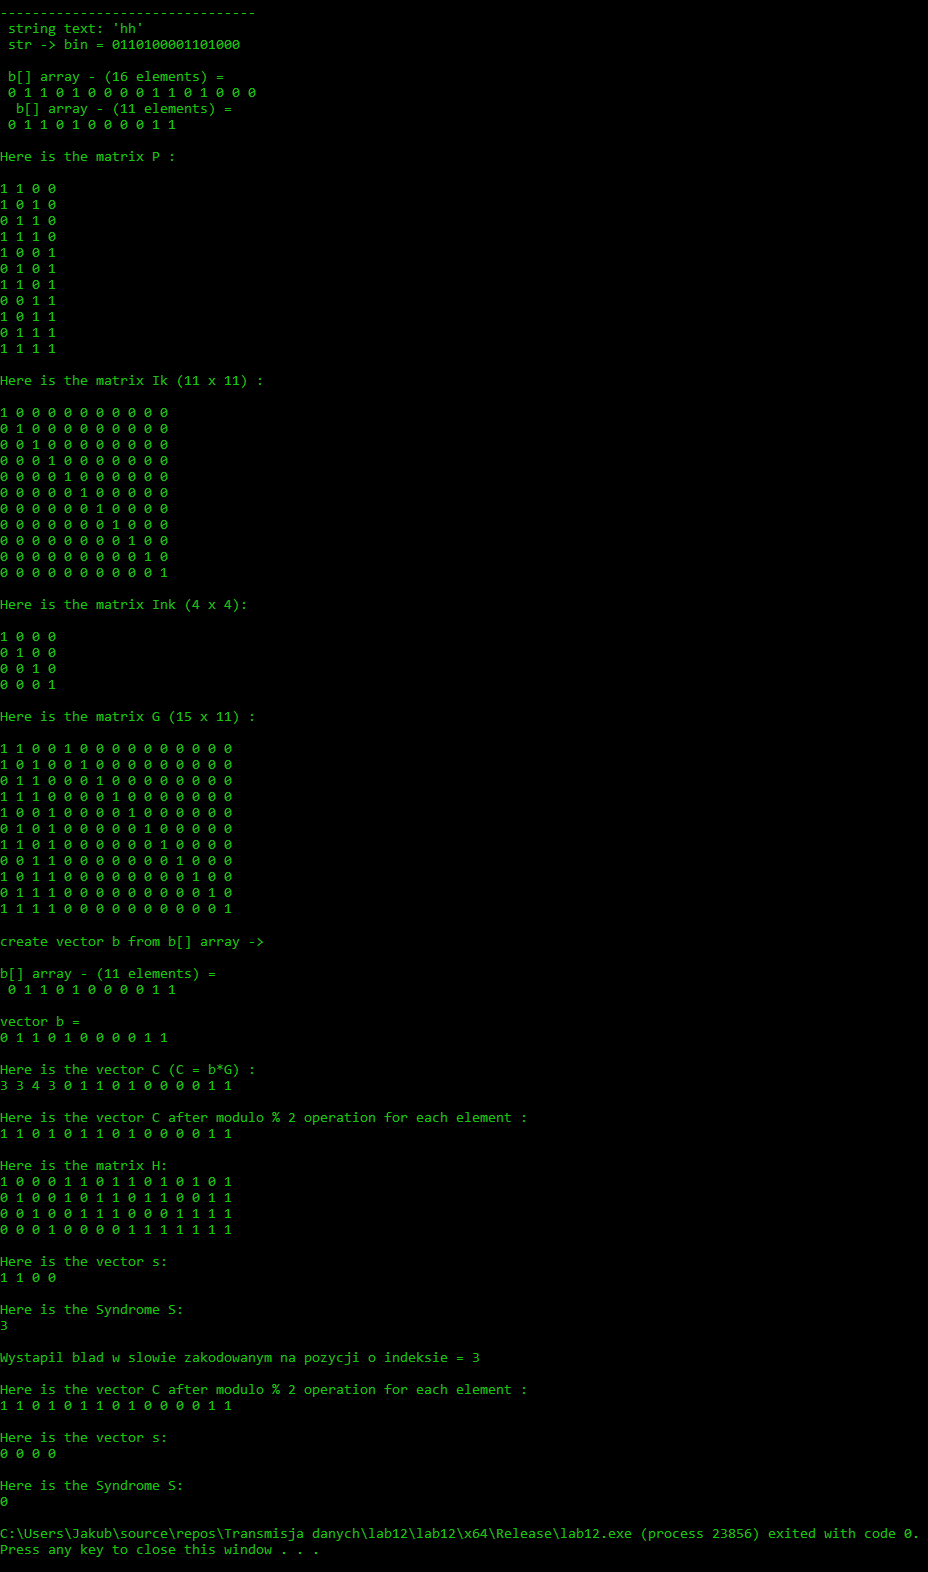 --------------------------------
string text: 'hh'
str -> bin = 0110100001101000
b[] array - (16 elements) =
0 1 1 0 1 0 0 0 0 1 1 0 1 0 0 0
b[] array - (11 elements) =
0 1 1 0 1 0 0 0 0 1 1
Here is the matrix P :
1 1 0 0
1 0 1 0
0 1 1 0
1 1 1 0
1 0 0 1
0 1 0 1
1 1 0 1
0 0 1 1
1 0 1 1
0 1 1 1
1 1 1 1
Here is the matrix Ik (11 x 11) :
1 0 0 0 0 0 0 0 0 0 0
0 1 0 0 0 0 0 0 0 0 0
0 0 1 0 0 0 0 0 0 0 0
0 0 0 1 0 0 0 0 0 0 0
0 0 0 0 1 0 0 0 0 0 0
0 0 0 0 0 1 0 0 0 0 0
0 0 0 0 0 0 1 0 0 0 0
0 0 0 0 0 0 0 1 0 0 0
0 0 0 0 0 0 0 0 1 0 0
0 0 0 0 0 0 0 0 0 1 0
0 0 0 0 0 0 0 0 0 0 1
Here is the matrix Ink (4 x 4):
1 0 0 0
0 1 0 0
0 0 1 0
0 0 0 1
Here is the matrix G (15 x 11) :
1 1 0 0 1 0 0 0 0 0 0 0 0 0 0
1 0 1 0 0 1 0 0 0 0 0 0 0 0 0
0 1 1 0 0 0 1 0 0 0 0 0 0 0 0
1 1 1 0 0 0 0 1 0 0 0 0 0 0 0
1 0 0 1 0 0 0 0 1 0 0 0 0 0 0
0 1 0 1 0 0 0 0 0 1 0 0 0 0 0
1 1 0 1 0 0 0 0 0 0 1 0 0 0 0
0 0 1 1 0 0 0 0 0 0 0 1 0 0 0
1 0 1 1 0 0 0 0 0 0 0 0 1 0 0
0 1 1 1 0 0 0 0 0 0 0 0 0 1 0
1 1 1 1 0 0 0 0 0 0 0 0 0 0 1
create vector b from b[] array ->
b[] array - (11 elements) =
0 1 1 0 1 0 0 0 0 1 1
vector b =
0 1 1 0 1 0 0 0 0 1 1
Here is the vector C (C = b*G) :
3 3 4 3 0 1 1 0 1 0 0 0 0 1 1
Here is the vector C after modulo % 2 operation for each element :
1 1 0 1 0 1 1 0 1 0 0 0 0 1 1
Here is the matrix H:
1 0 0 0 1 1 0 1 1 0 1 0 1 0 1
0 1 0 0 1 0 1 1 0 1 1 0 0 1 1
0 0 1 0 0 1 1 1 0 0 0 1 1 1 1
0 0 0 1 0 0 0 0 1 1 1 1 1 1 1
Here is the vector s:
1 1 0 0
Here is the Syndrome S:
3
Wystapil blad w slowie zakodowanym na pozycji o indeksie = 3
Here is the vector C after modulo % 2 operation for each element :
1 1 0 1 0 1 1 0 1 0 0 0 0 1 1
Here is the vector s:
0 0 0 0
Here is the Syndrome S:
0
C:\Users\Jakub\source\repos\Transmisja danych\lab12\lab12\x64\Release\lab12.exe (process 23856) exited with code 0.
Press any key to close this window . . .